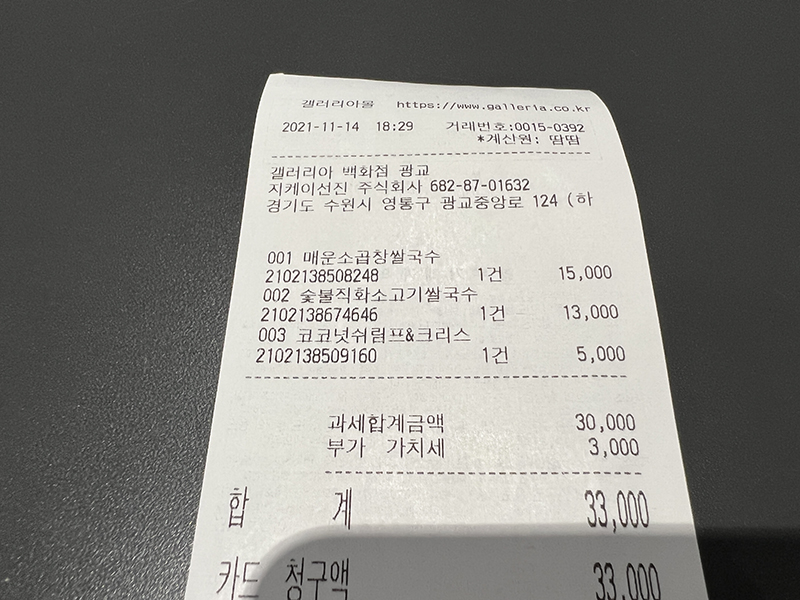 갤러리아몰 https://www.galleria.co.kr
2021-11-14 18:29 거래번호:0015-0392
*계산원: 땀땀
갤러리아 백화점 광교
지케이선진 주식회사 682-87-01632
경기도 수원시 영통구 광교중앙로 124 (하
001 매운소곱창쌀국수
2102138508248 1건 15,000
002 숯불직화소고기쌀국수
2102138674646 1건 13,000
003 코코넛쉬림프&크리스
2102138509160 1건 5,000
과세합계금액 30,000
부가 가치세 3,000
합 계 33,000
카드 청구액 33,000